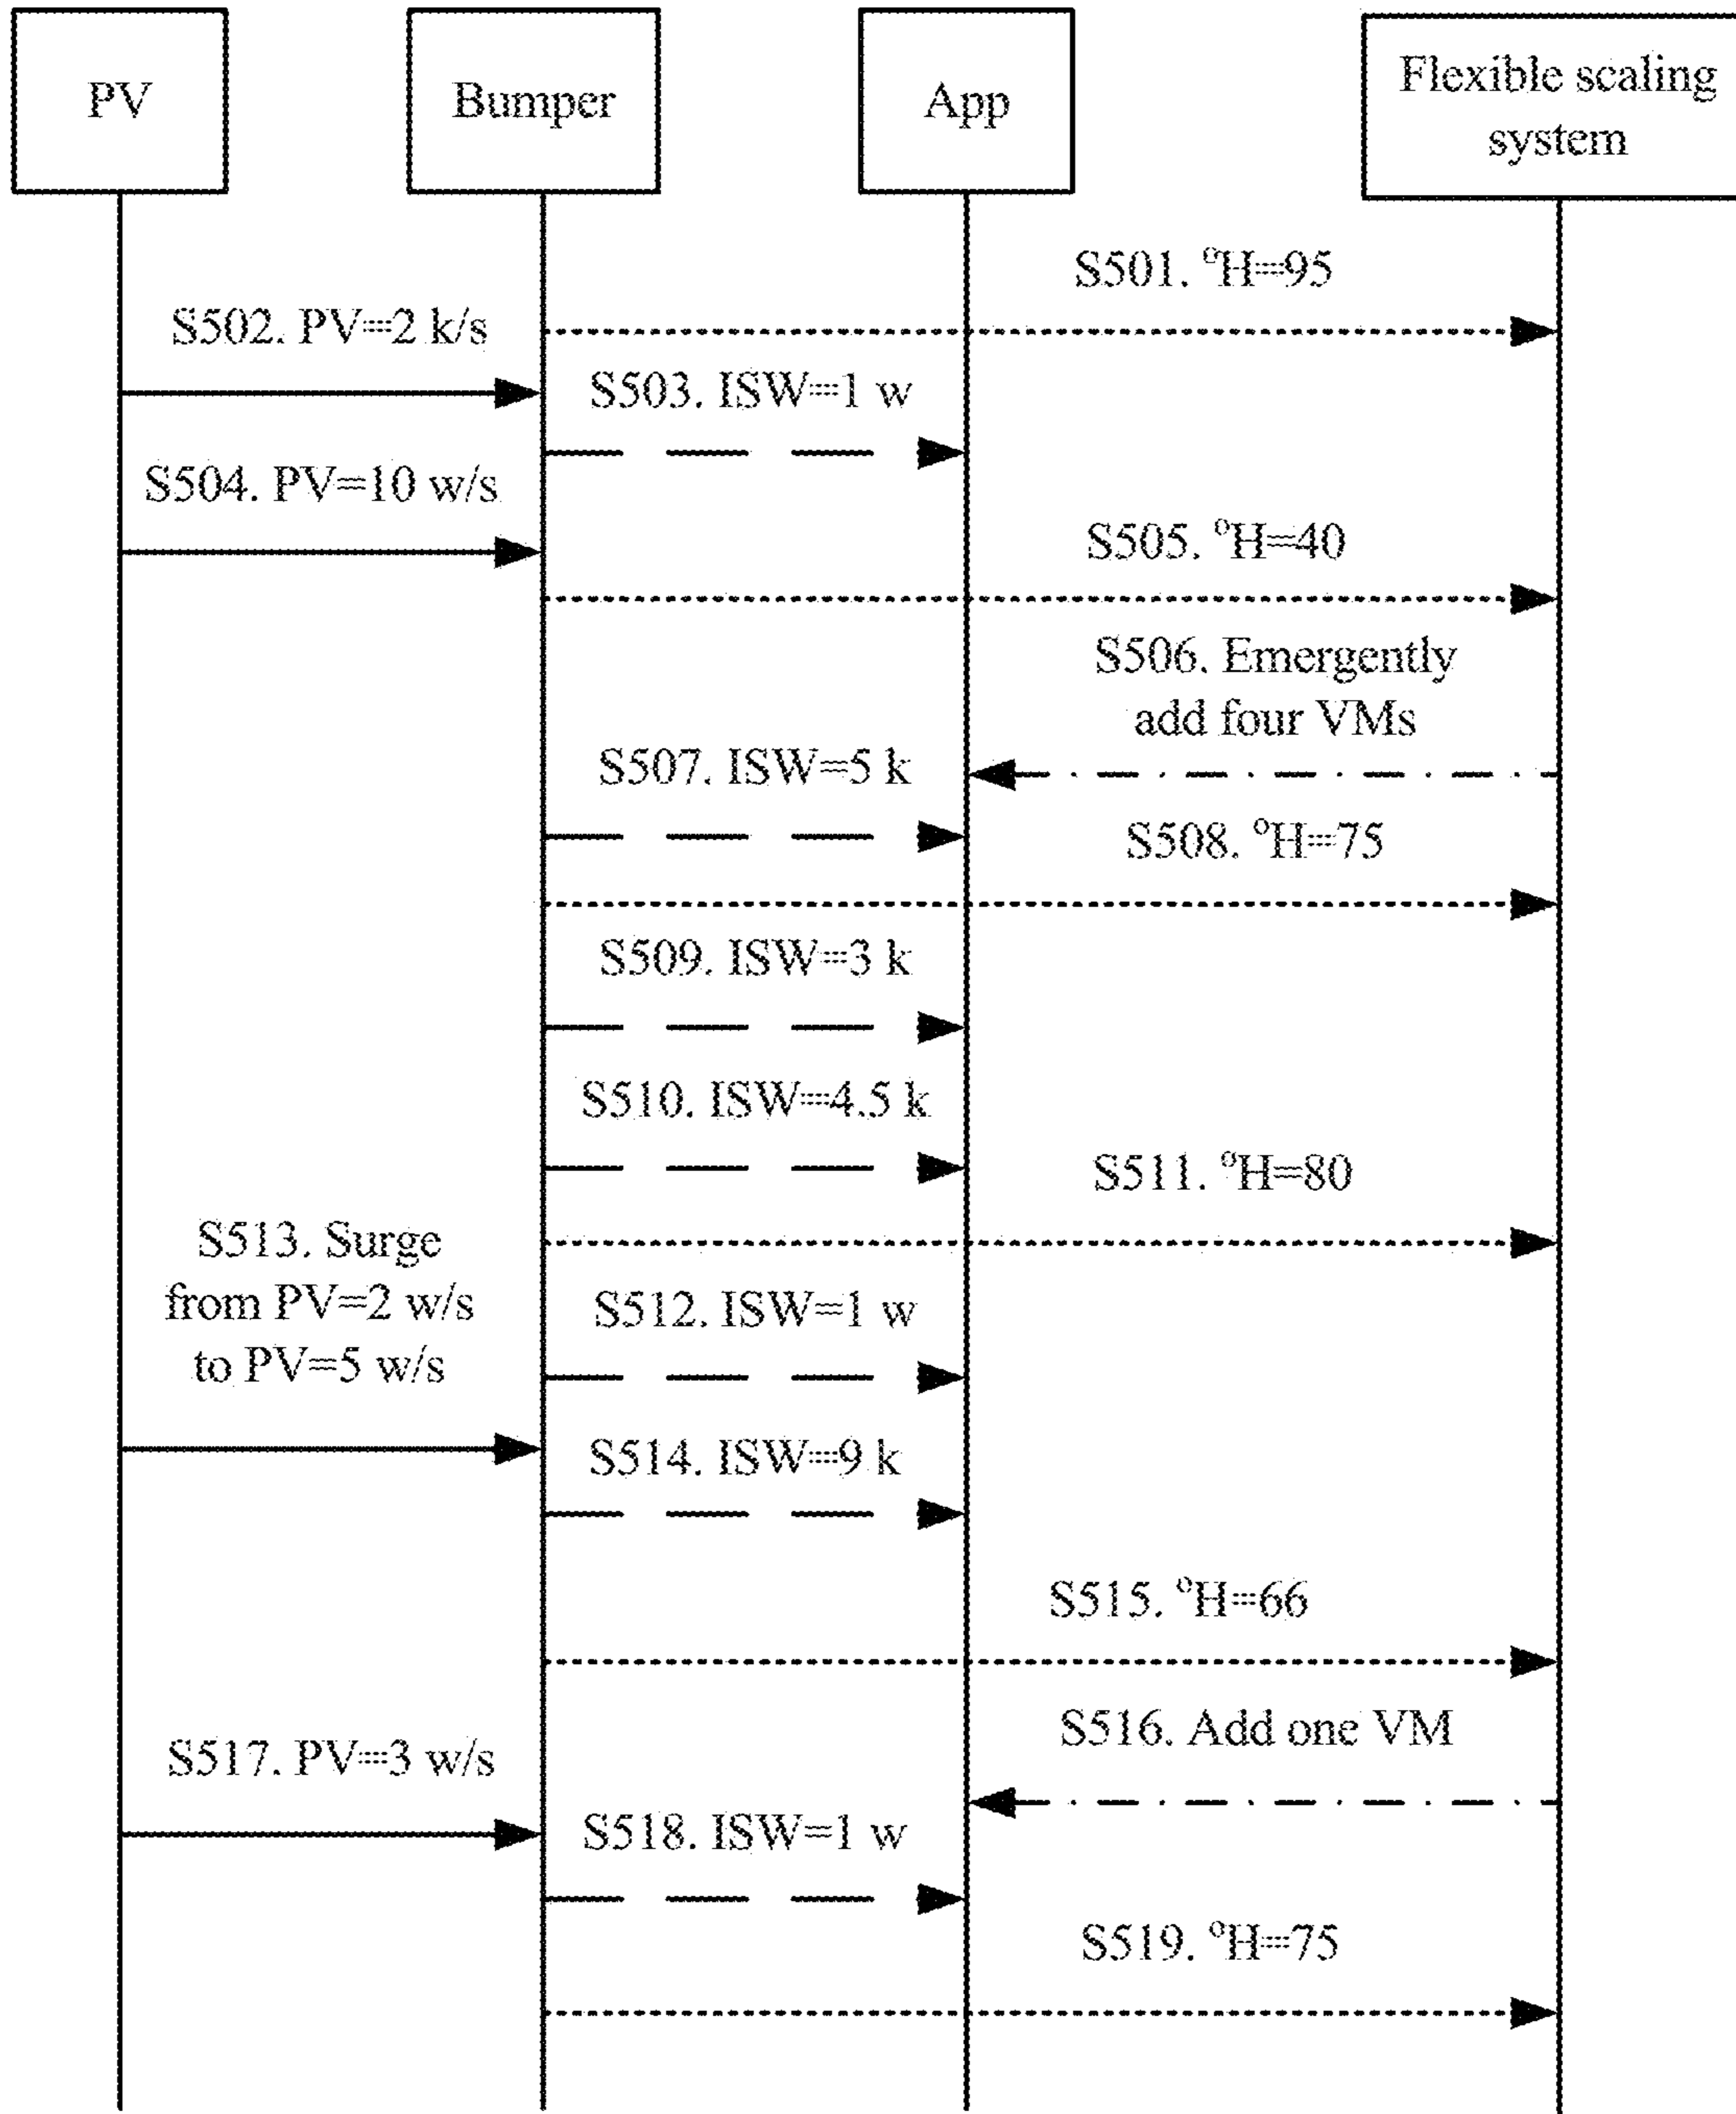 PV
Bumper
App
Flexible scaling
system
S501. °H=95
S502. PV=2 k/s
S503. ISW=1 w
S504. PV=10 w/s
S505. °H=40
S506. Emergently
add four VMs
S507. ISW=5 k
S508. °H=75
S509. ISW=3 k
S510. ISW=4.5 k
S511. °H=80
S513. Surge
from PV=2 w/s
to PV=5 w/s
S512. ISW=1 w
S514. ISW=9 k
S515. °H=66
S516. Add one VM
S517. PV=3 w/s
S518. ISW=1 w
S519. °H=75